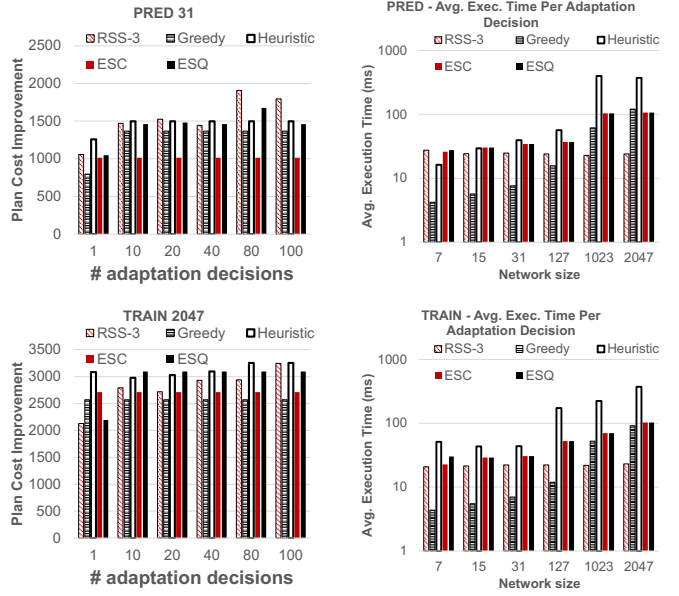 PRED 31
RSS-3 Greedy Heuristic
ESC ESQ
Plan Cost Improvement
2500
2000
1500
1000
500
0
1 10 20 40 80 100
# adaptation decisions
PRED - Avg. Exec. Time Per Adaptation
Decision
RSS-3 Greedy Heuristic
ESC ESQ
Avg. Execution Time (ms)
1000
100
10
1
7 15 31 127 1023 2047
Network size
TRAIN 2047
RSS-3 Greedy Heuristic
ESC ESQ
Plan Cost Improvement
3500
3000
2500
2000
1500
1000
500
0
1 10 20 40 80 100
# adaptation decisions
TRAIN - Avg. Exec. Time Per
Adaptation Decision
RSS-3 Greedy Heuristic
ESC ESQ
Avg. Execution Time (ms)
1000
100
10
1
7 15 31 127 1023 2047
Network size